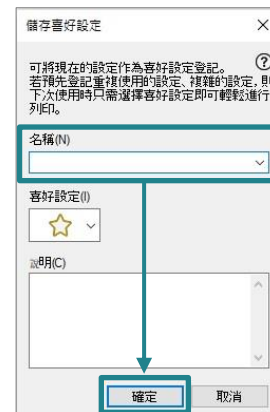 儲存喜好設定
可將現在的設定作為喜好設定登記。
若預先登記重複使用的設定、複雜的設定，則
下次使用時只需選擇喜好設定即可輕鬆進行
列印。
名稱(N)
喜好設定(I)
說明(C)
確定 取消